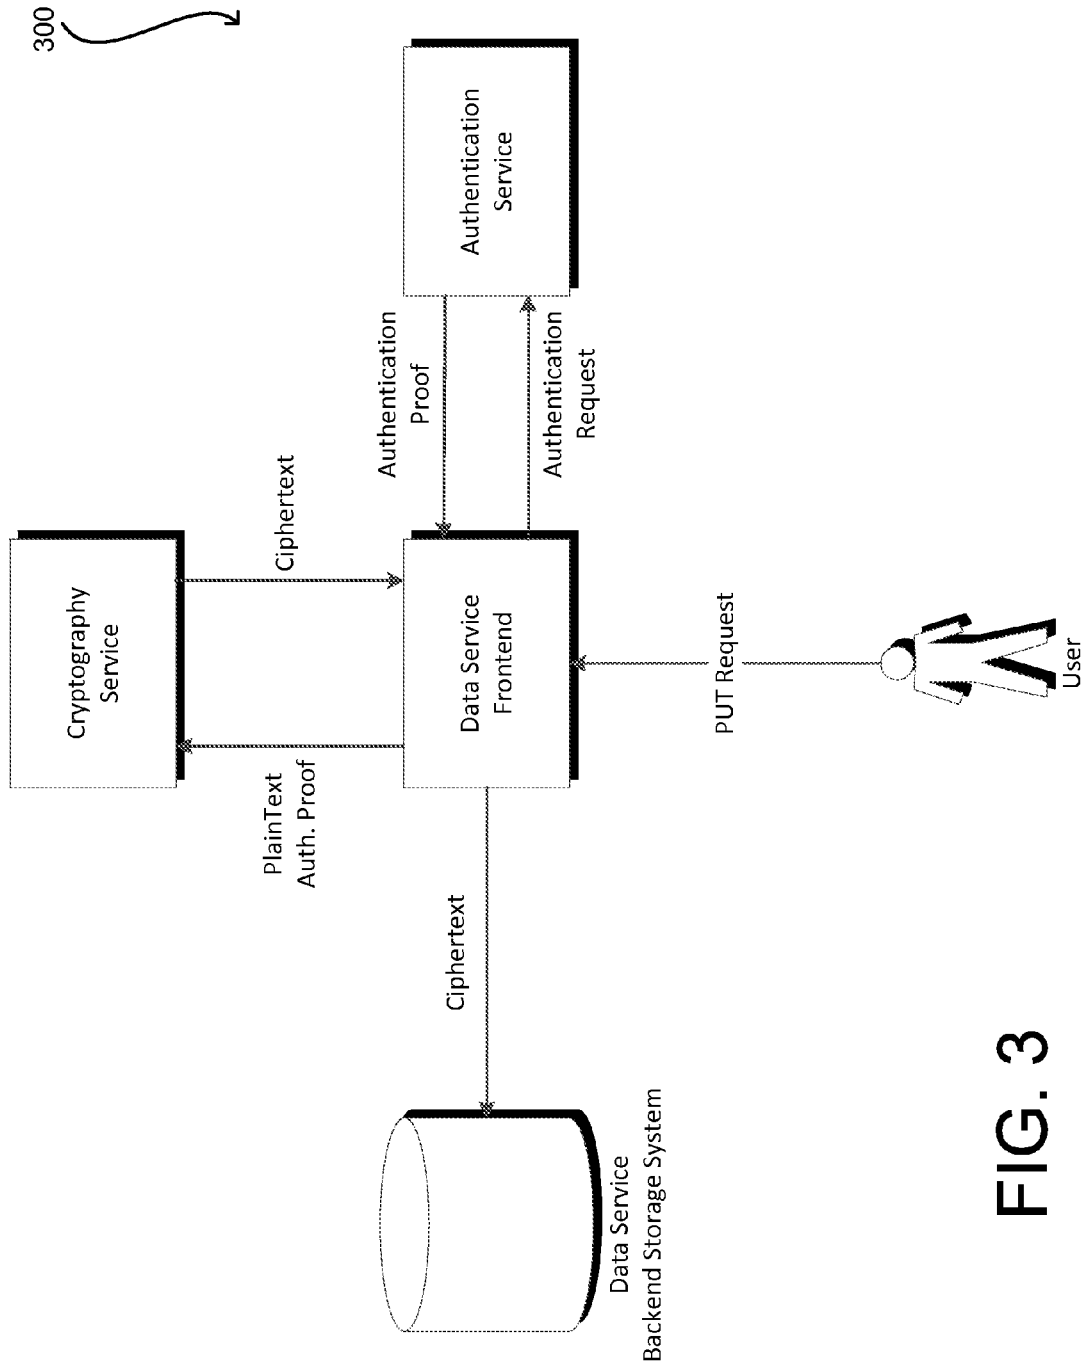 300
Cryptography
Service
Ciphertext
PlainText
Auth. Proof
Authentication
Service
Authentication
Proof
Authentication
Request
Data Service
Frontend
Ciphertext
Data Service
Backend Storage System
PUT Request
User
FIG. 3